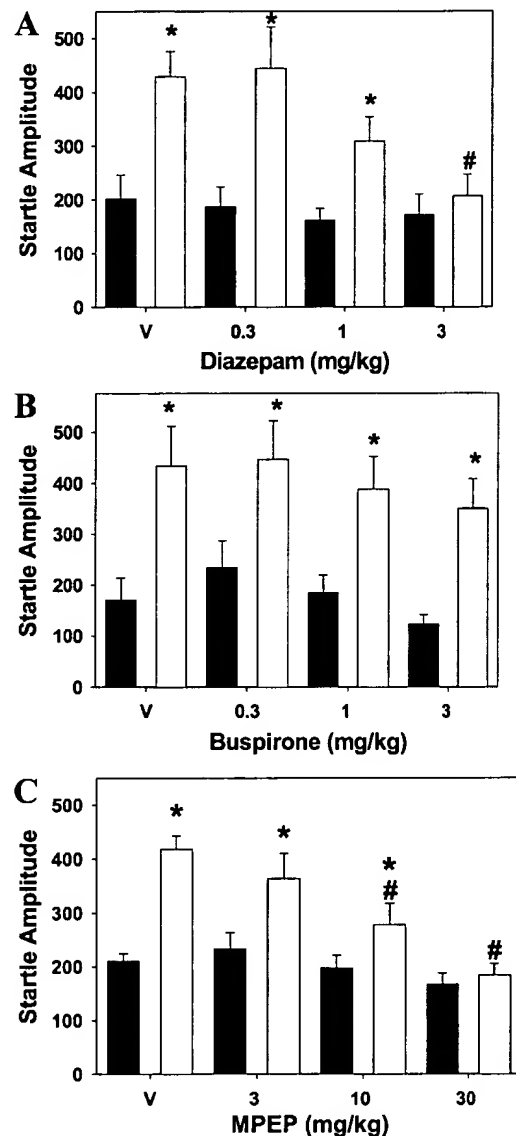 A
Startle Amplitude
500
400
300
200
100
0
* * * #
V 0.3 1 3
Diazepam (mg/kg)
B
Startle Amplitude
500
400
300
200
100
0
* * * *
V 0.3 1 3
Buspirone (mg/kg)
C
Startle Amplitude
500
400
300
200
100
0
* * *
# #
V 3 10 30
MPEP (mg/kg)